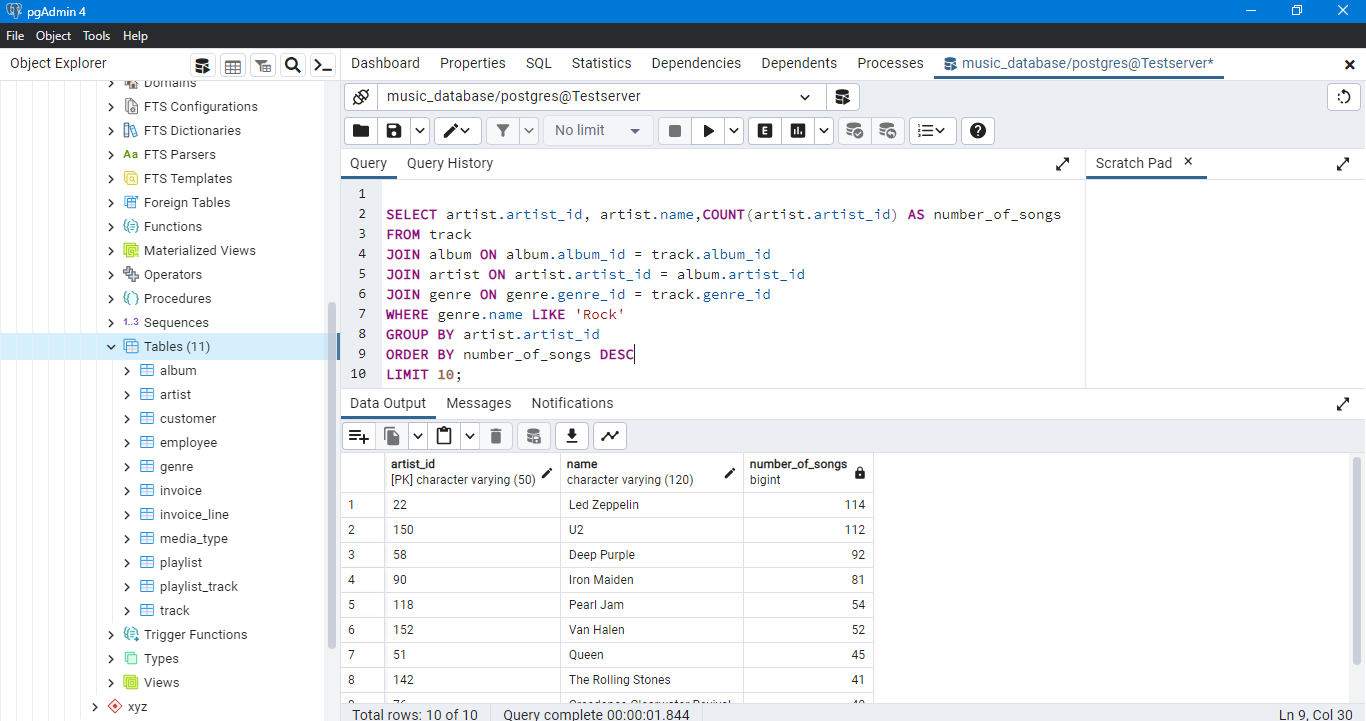 pgAdmin 4
File Object Tools Help
Object Explorer
Domains
FTS Configurations
FTS Dictionaries
Aa FTS Parsers
FTS Templates
Foreign Tables
Functions
Materialized Views
Operators
Procedures
1..3 Sequences
Tables (11)
album
artist
customer
employee
genre
invoice
invoice_line
media_type
playlist
playlist_track
track
Trigger Functions
Types
Views
xyz
Dashboard Properties SQL Statistics Dependencies Dependents Processes music_database/postgres@Testserver*
music_database/postgres@Testserver
No limit
E
Query Query History
Scratch Pad
1
2 SELECT artist.artist_id, artist.name,COUNT(artist.artist_id) AS number_of_songs
3 FROM track
4 JOIN album ON album.album_id = track.album_id
5 JOIN artist ON artist.artist_id = album.artist_id
6 JOIN genre ON genre.genre_id = track.genre_id
7 WHERE genre.name LIKE 'Rock'
8 GROUP BY artist.artist_id
9 ORDER BY number_of_songs DESC
10 LIMIT 10;
Data Output Messages Notifications
artist_id name number_of_songs
[PK] character varying (50) character varying (120) bigint
1 22 Led Zeppelin 114
2 150 U2 112
3 58 Deep Purple 92
4 90 Iron Maiden 81
5 118 Pearl Jam 54
6 152 Van Halen 52
7 51 Queen 45
8 142 The Rolling Stones 41
Total rows: 10 of 10 Query complete 00:00:01.844 Ln 9, Col 30